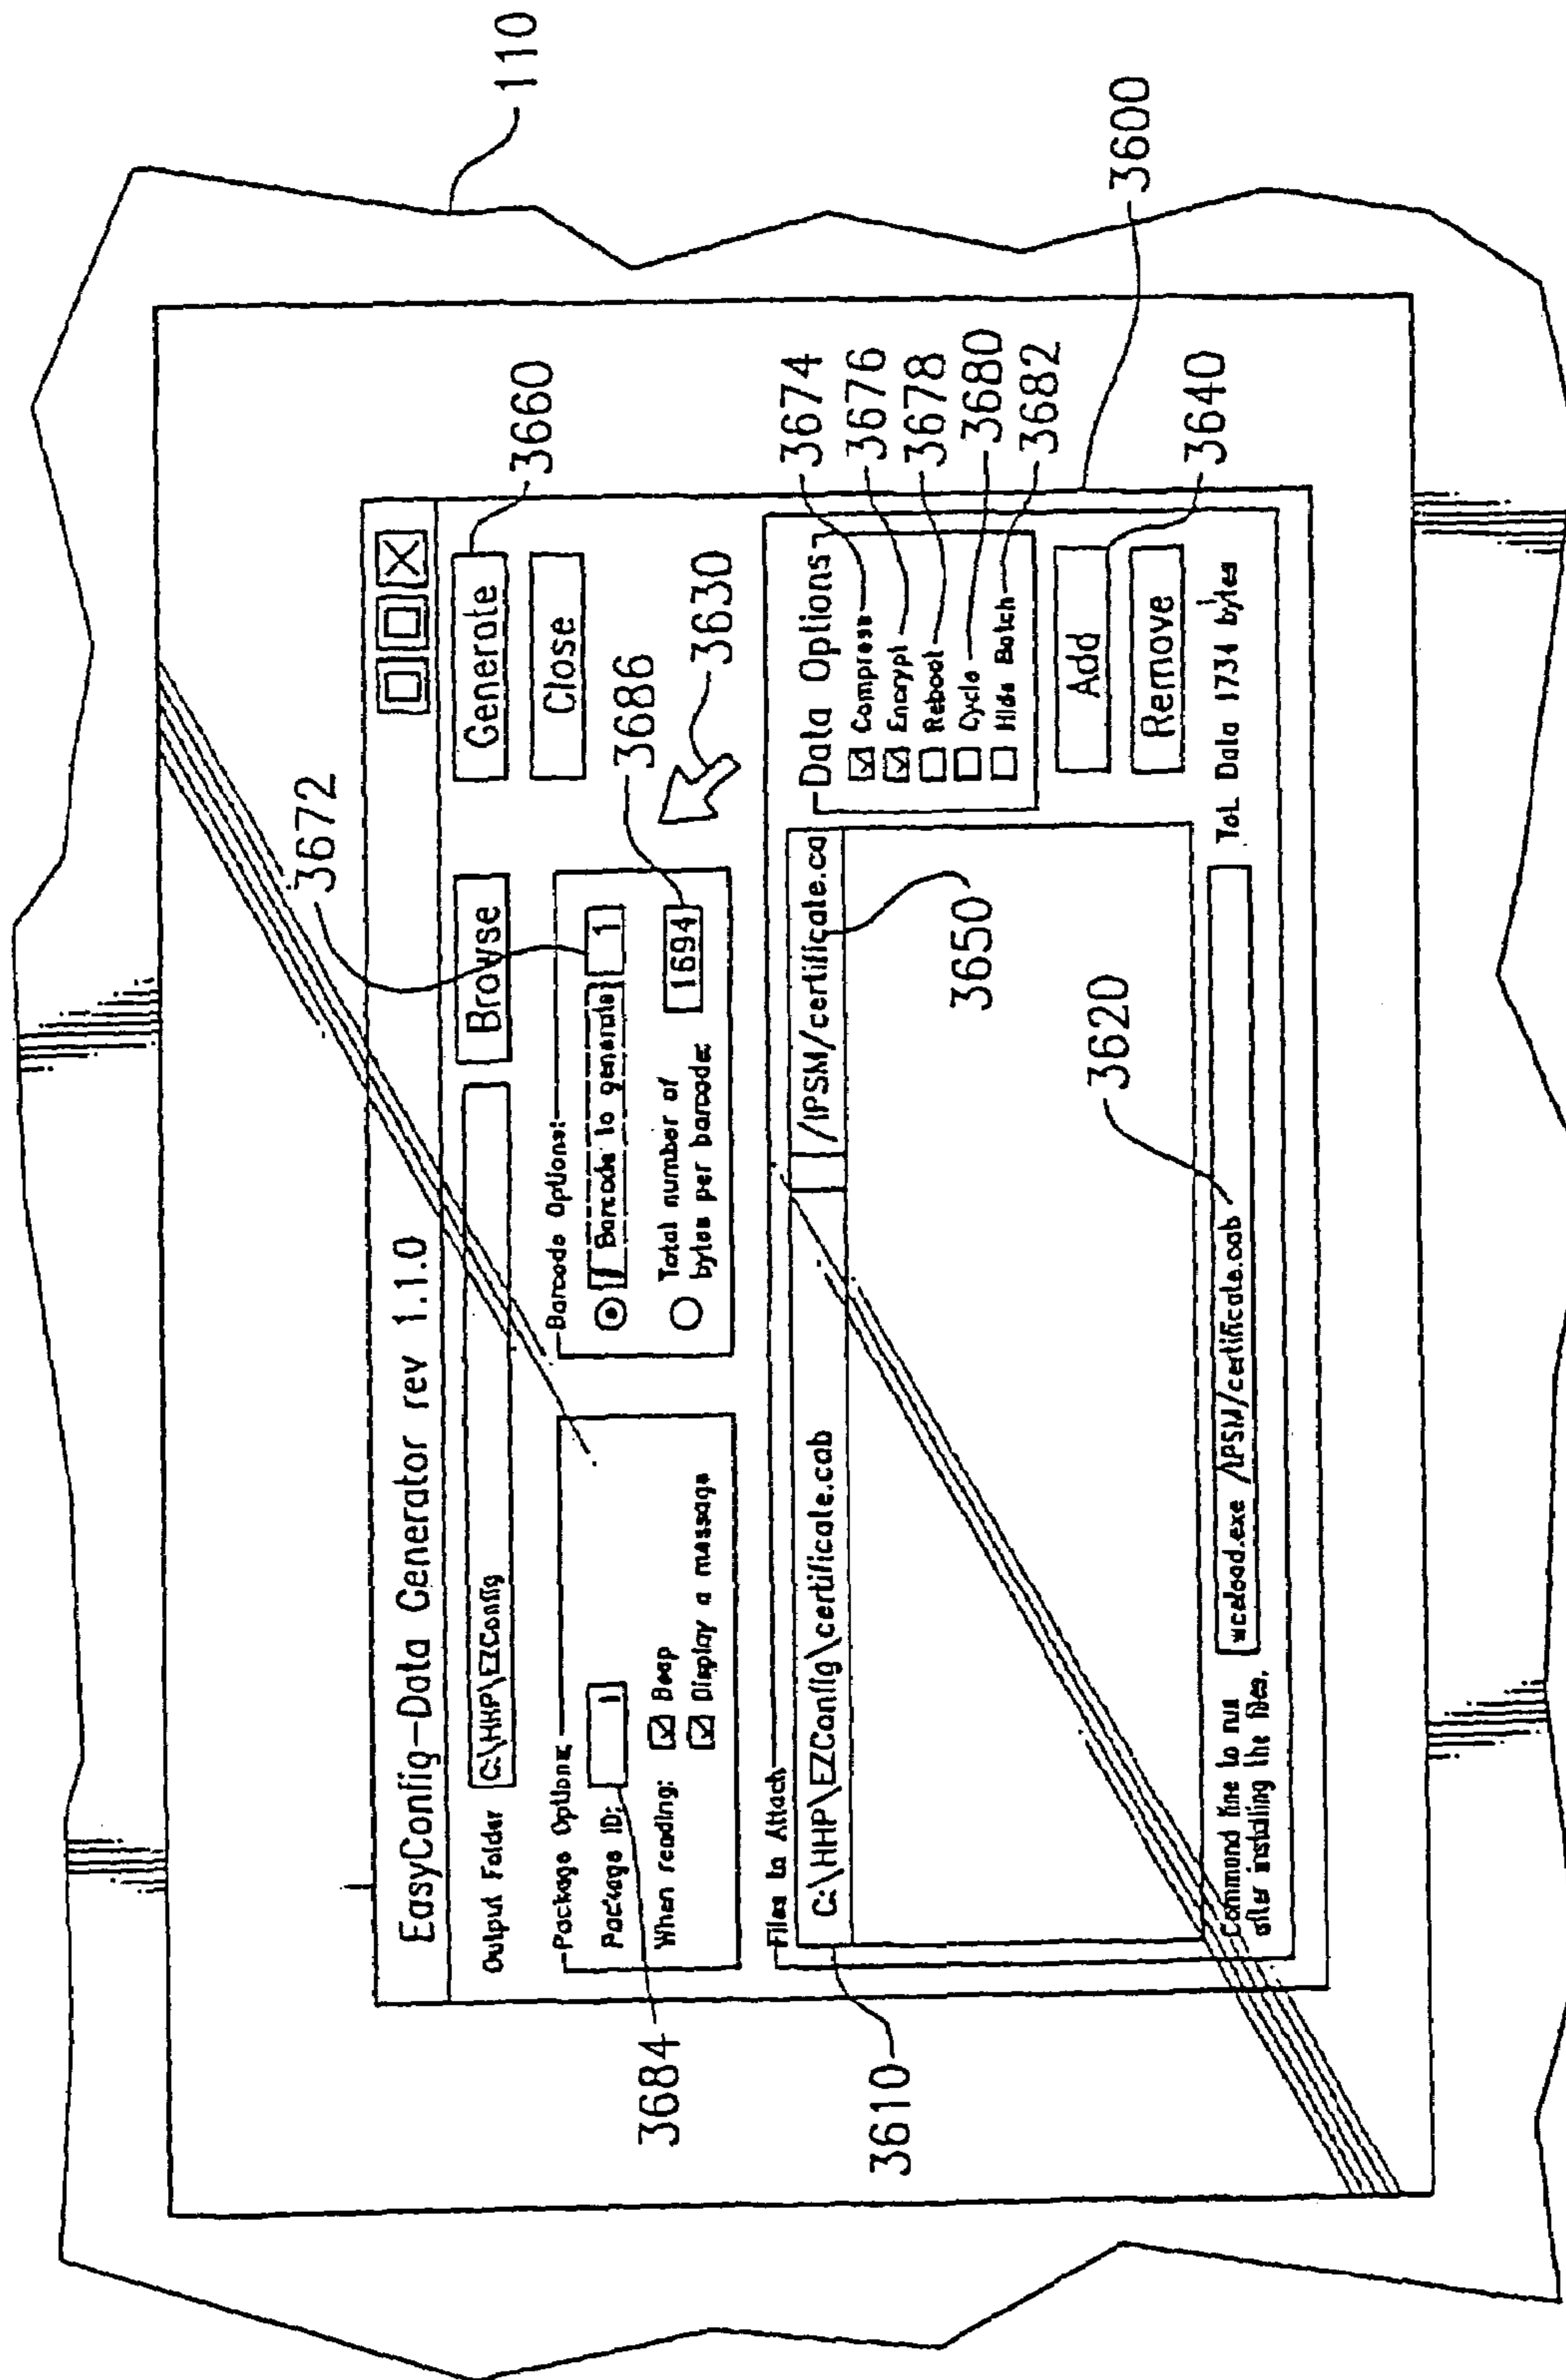 110
EasyConfig-Data Generator rev 1.1.0
3672
Output Folder C:\HHP\EZConfig Browse Generate 3660
Close
Package Options: Barcode Options:
Package ID: 1 # Barcode to generate 1
3686
When reading: Beep
Display a message
Total number of
bytes per barcode: 1694
3630
3684
Files to Attach
3610
C:\HHP\EZConfig\certificate.cab /IPSM/certificate.ca
3650
Data Options
Compress 3674
Encrypt 3676
Reboot 3678
Cycle 3680
Hide Batch 3682
Add 3640
Remove
3620
Command line to run
after installing the files.
wceload.exe /IPSM/certificate.cab
Tot. Data 1734 bytes
3600